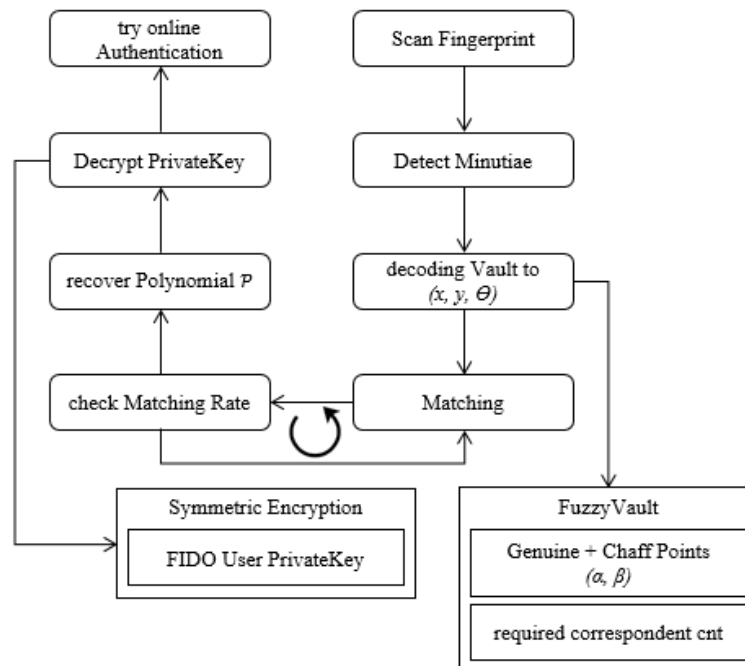 try online
Authentication
Scan Fingerprint
Decrypt PrivateKey
Detect Minutiae
recover Polynomial P
decoding Vault to
(x, y, Θ)
check Matching Rate
Matching
Symmetric Encryption
FIDO User PrivateKey
FuzzyVault
Genuine + Chaff Points
(α, β)
required correspondent cnt